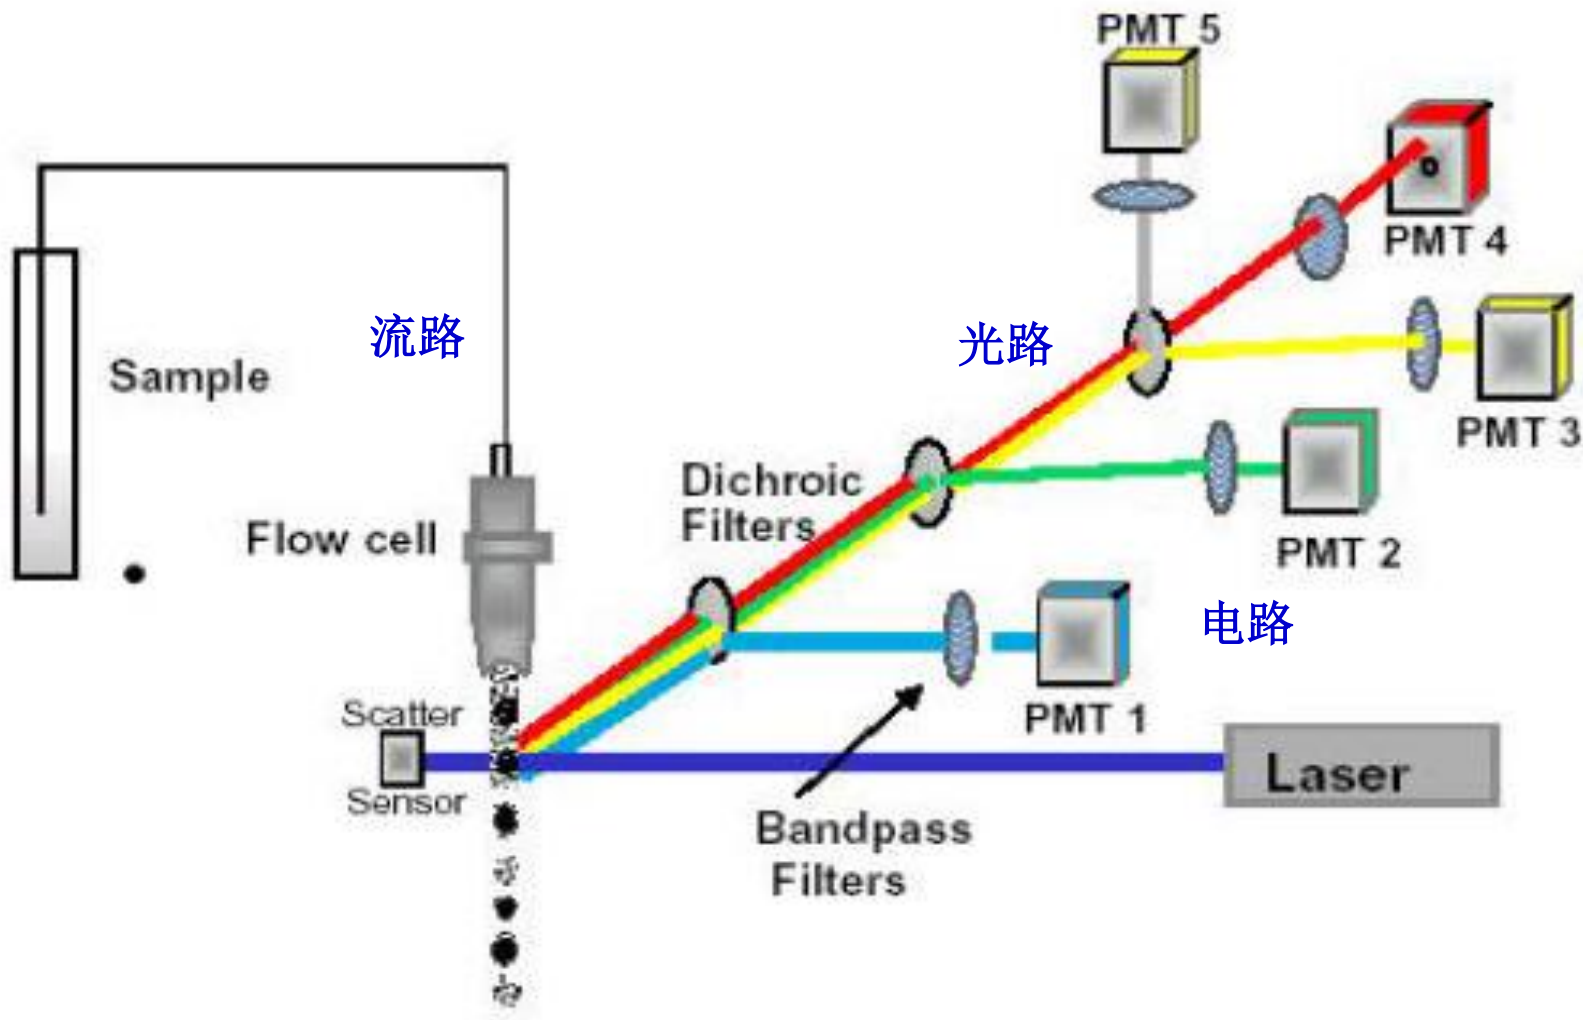 PMT 5
PMT 4
流路
光路
Sample
PMT 3
Dichroic
Filters
Flow cell
PMT 2
电路
Scatter
PMT 1
Laser
Sensor
Bandpass
Filters